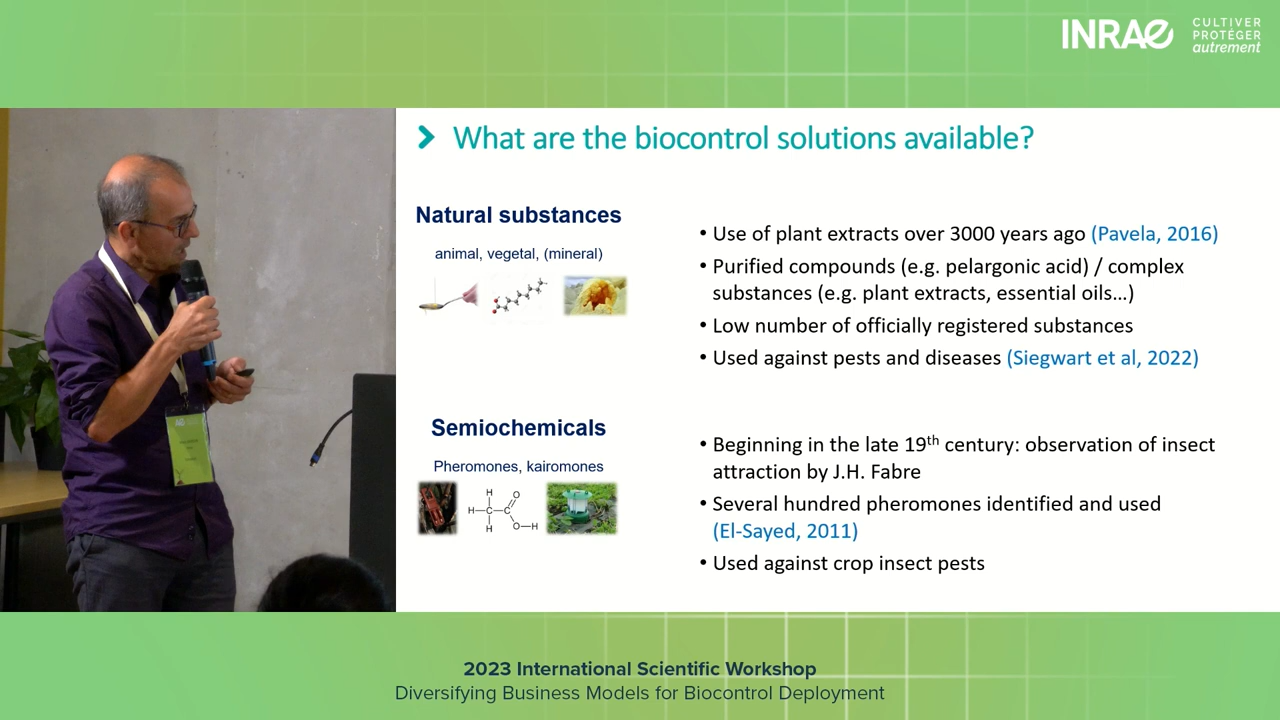 INRAE
CULTIVER
PROTÉGER
autrement
What are the biocontrol solutions available?
Natural substances
animal, vegetal, (mineral)
• Use of plant extracts over 3000 years ago (Pavela, 2016)
• Purified compounds (e.g. pelargonic acid) / complex
substances (e.g. plant extracts, essential oils…)
• Low number of officially registered substances
• Used against pests and diseases (Siegwart et al, 2022)
Semiochemicals
Pheromones, kairomones
H
O
H—C—C
H
O—H
• Beginning in the late 19th century: observation of insect
attraction by J.H. Fabre
• Several hundred pheromones identified and used
(El-Sayed, 2011)
• Used against crop insect pests
2023 International Scientific Workshop
Diversifying Business Models for Biocontrol Deployment